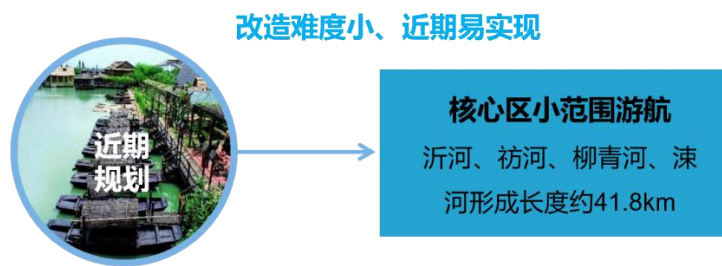 改造难度小、近期易实现
近期
规划
核心区小范围游航
沂河、祊河、柳青河、涑
河形成长度约41.8km